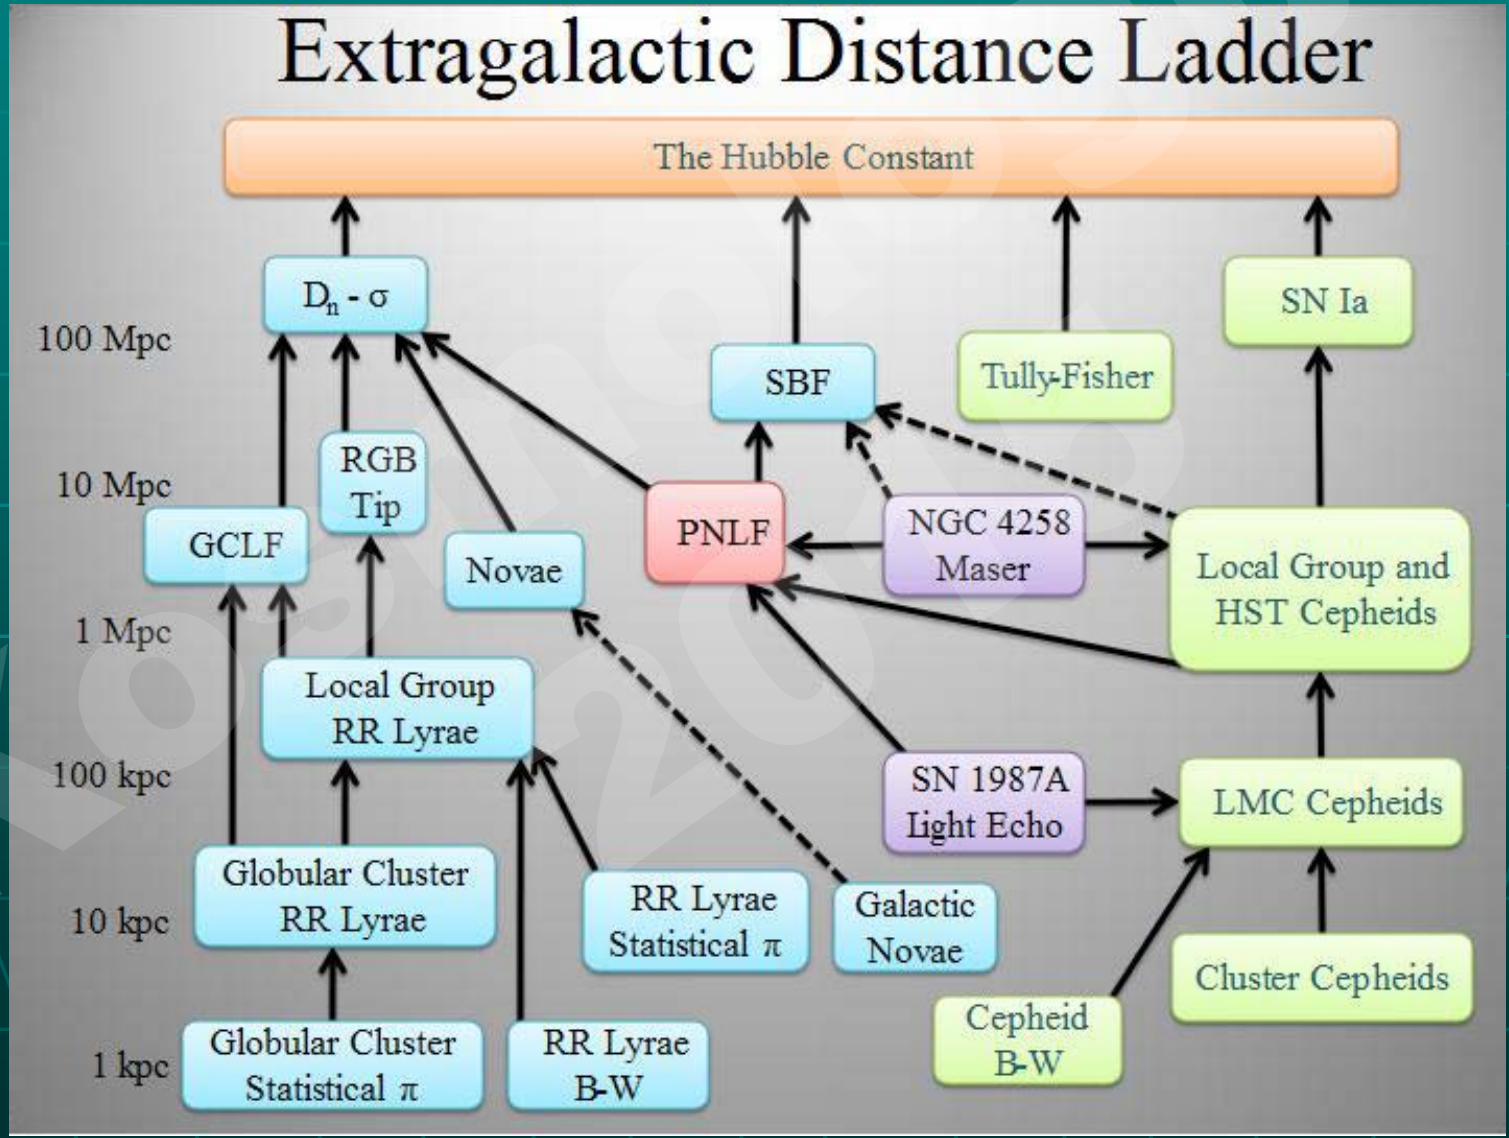 Extragalactic Distance Ladder
The Hubble Constant
Dn - σ
SN Ia
100 Mpc
SBF
Tully-Fisher
RGB
Tip
10 Mpc
GCLF
Novae
PNLF
NGC 4258
Maser
Local Group and
HST Cepheids
1 Mpc
Local Group
RR Lyrae
100 kpc
SN 1987A
Light Echo
LMC Cepheids
Globular Cluster
RR Lyrae
10 kpc
RR Lyrae
Statistical π
Galactic
Novae
Cluster Cepheids
Cepheid
B-W
1 kpc
Globular Cluster
Statistical π
RR Lyrae
B-W